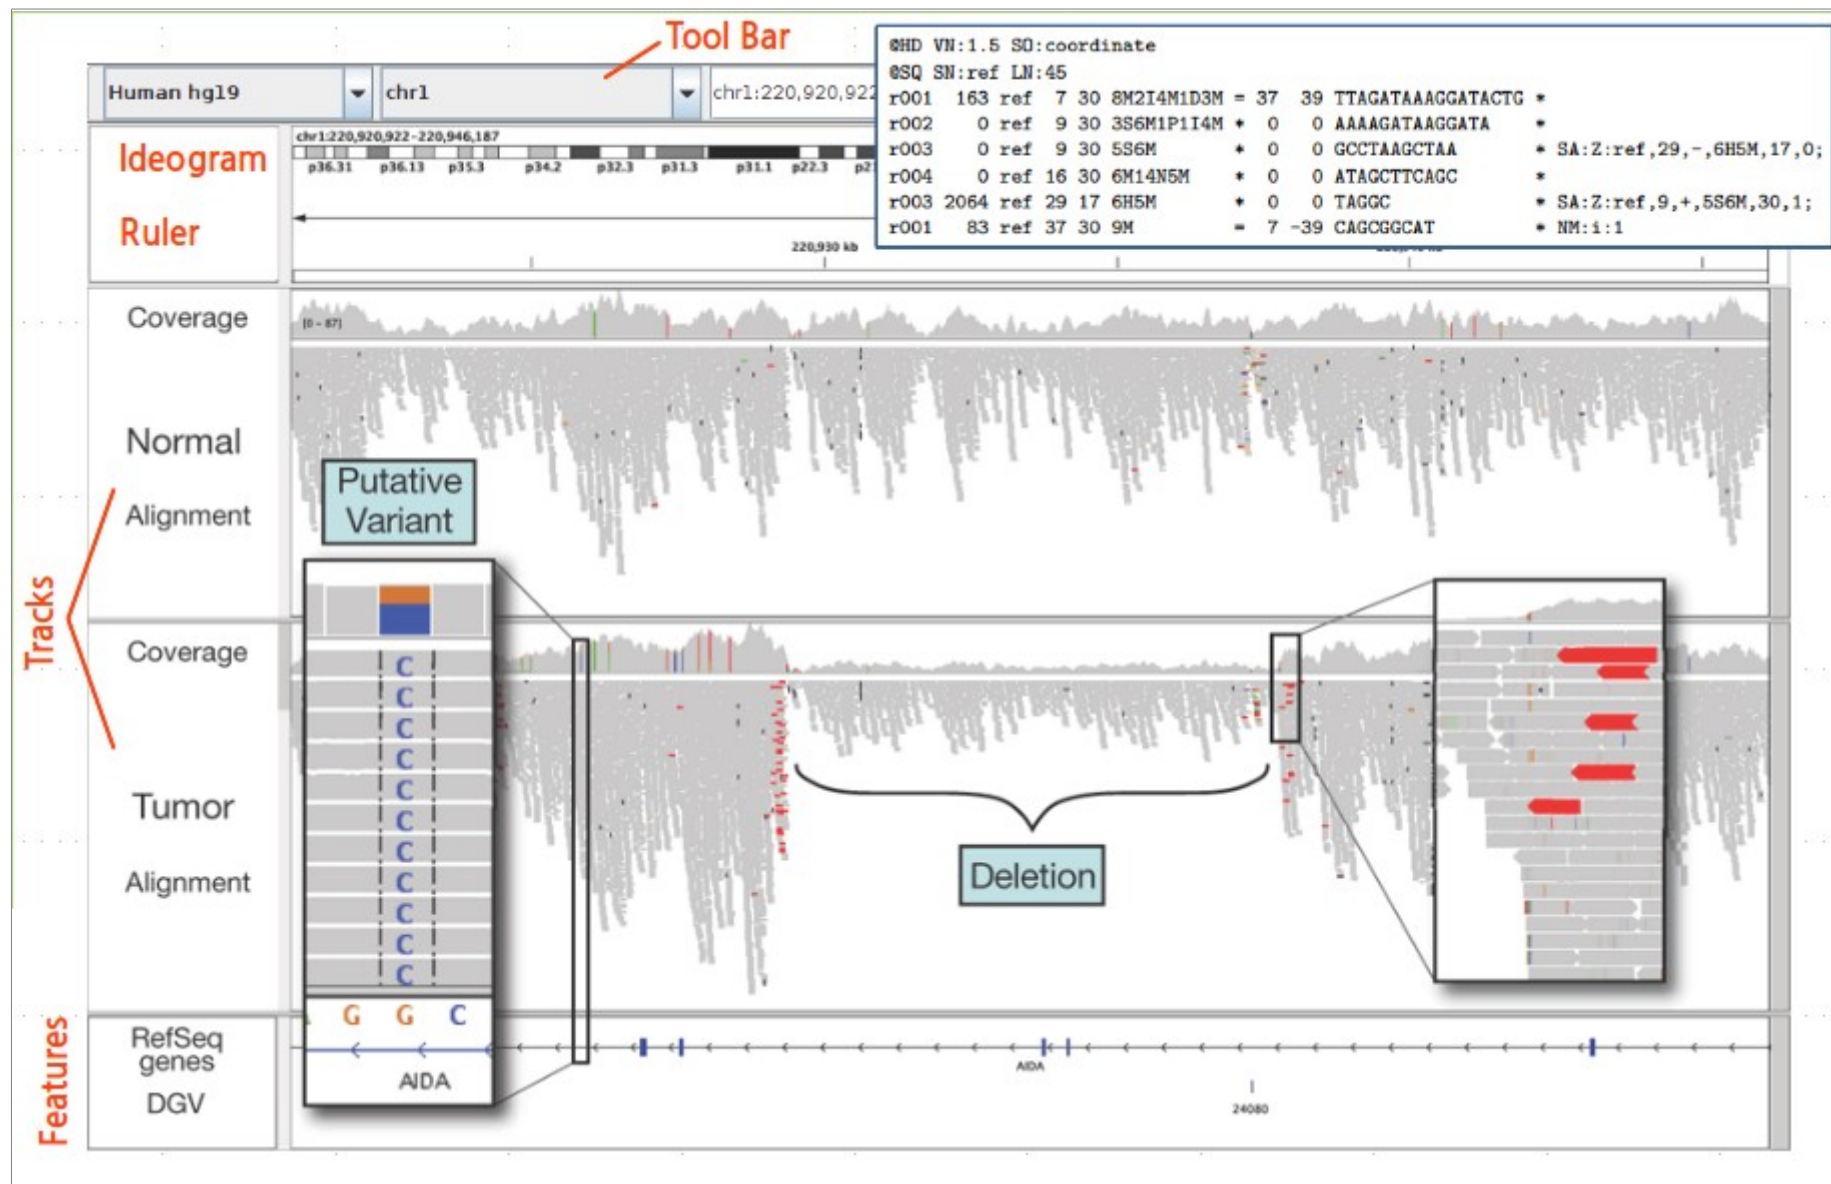 Tool Bar
Human hg19
chr1
chr1:220,920,922
@HD VN:1.5 SO:coordinate
@SQ SN:ref LN:45
r001 163 ref 7 30 8M2I4M1D3M = 37 39 TTAGATAAAGGATACTG *
r002 0 ref 9 30 3S6M1P1I4M * 0 0 AAAAGATAAGGATA *
r003 0 ref 9 30 5S6M * 0 0 GCCTAAGCTAA * SA:Z:ref,29,-,6H5M,17,0;
r004 0 ref 16 30 6M14N5M * 0 0 ATAGCTTCAGC *
r003 2064 ref 29 17 6H5M * 0 0 TAGGC * SA:Z:ref,9,+,5S6M,30,1;
r001 83 ref 37 30 9M = 7 -39 CAGCGGCAT * NM:i:1
chr1:220,920,922-220,946,187
Ideogram
p36.31 p36.13 p35.3 p34.2 p32.3 p31.3 p31.1 p22.3
Ruler
220,930 kb
Coverage
[0 - 87]
Normal
Alignment
Putative
Variant
Tracks
Coverage
C
C
C
C
C
C
C
C
C
C
C
Tumor
Alignment
Deletion
G G C
Features
RefSeq
genes
AIDA
AIDA
DGV
24080